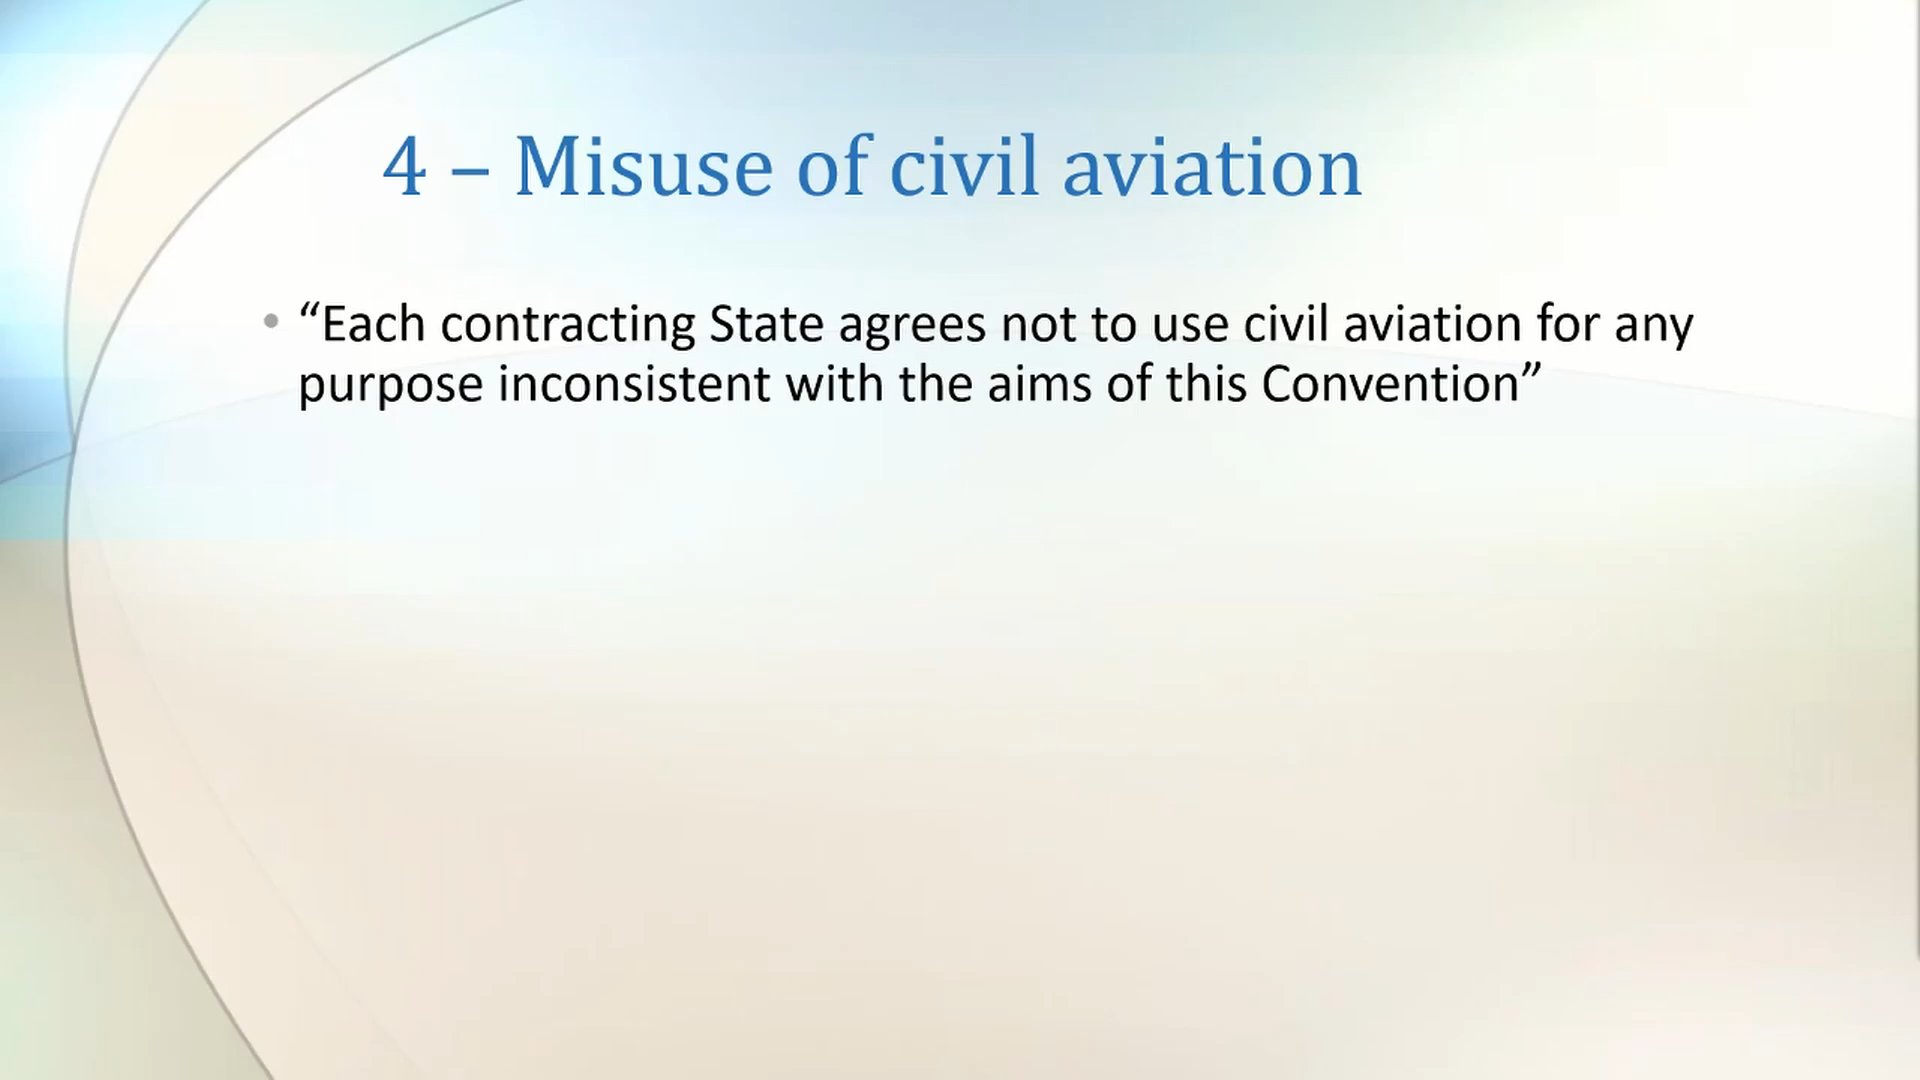 4 – Misuse of civil aviation
• “Each contracting State agrees not to use civil aviation for any
purpose inconsistent with the aims of this Convention”